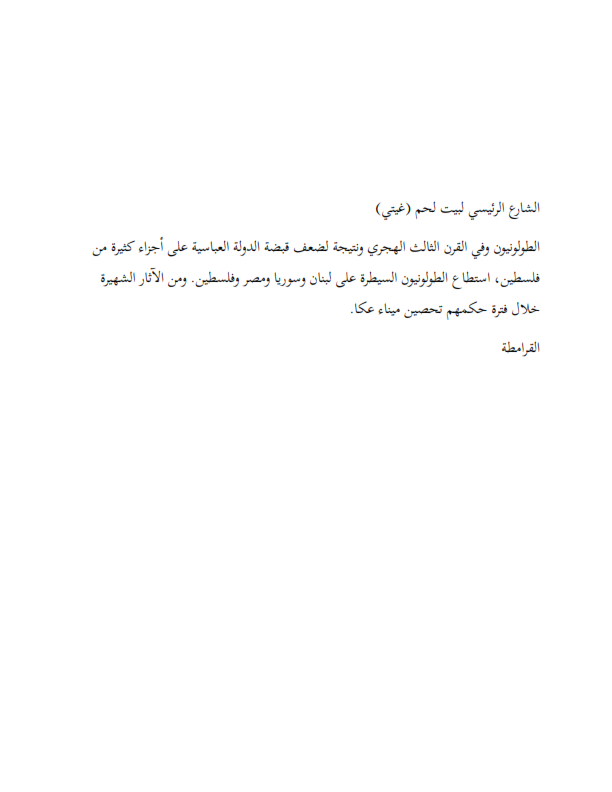 الشارع الرئيسي لبيت لحم (غيتي)
الطولونيون وفي القرن الثالث الهجري ونتيجة لضعف قبضة الدولة العباسية على أجزاء كثيرة من
فلسطين، استطاع الطولونيون السيطرة على لبنان وسوريا ومصر وفلسطين. ومن الآثار الشهيرة
خلال فترة حكمهم تحصين ميناء عكا.
القرامطة